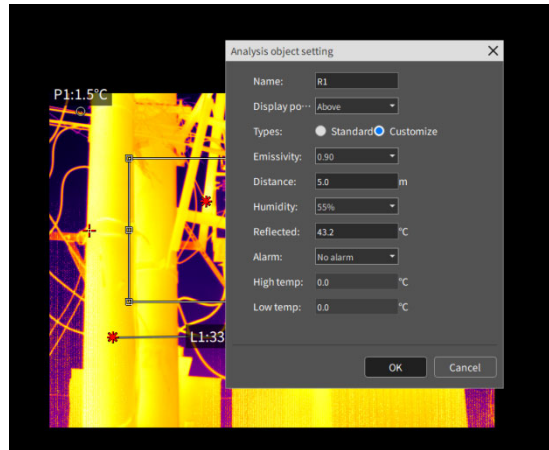 Analysis object setting
P1:1.5°C
Name: R1
Display po··· Above
Types: Standard Customize
Emissivity: 0.90
Distance: 5.0 m
Humidity: 55%
Reflected: 43.2 °C
Alarm: No alarm
High temp: 0.0 °C
Low temp: 0.0 °C
L1:33
OK Cancel